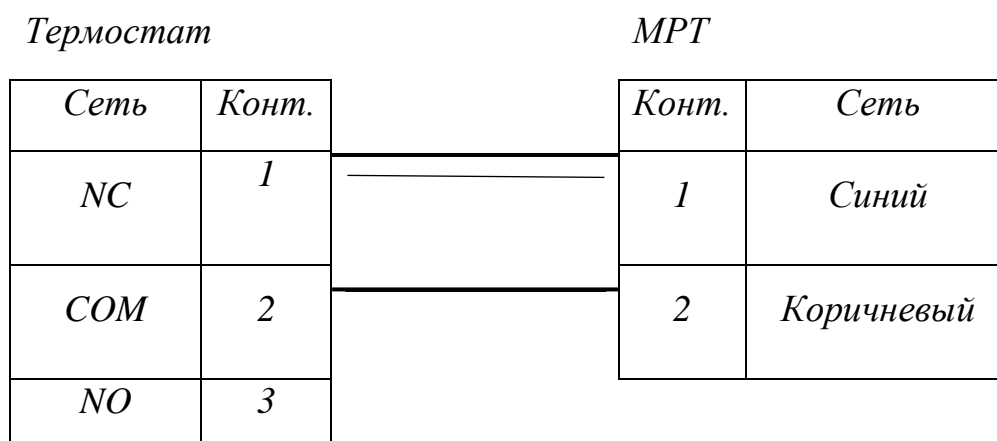 Термостат МРТ
Сеть Конт. Конт. Сеть
NC 1 1 Синий
COM 2 2 Коричневый
NO 3